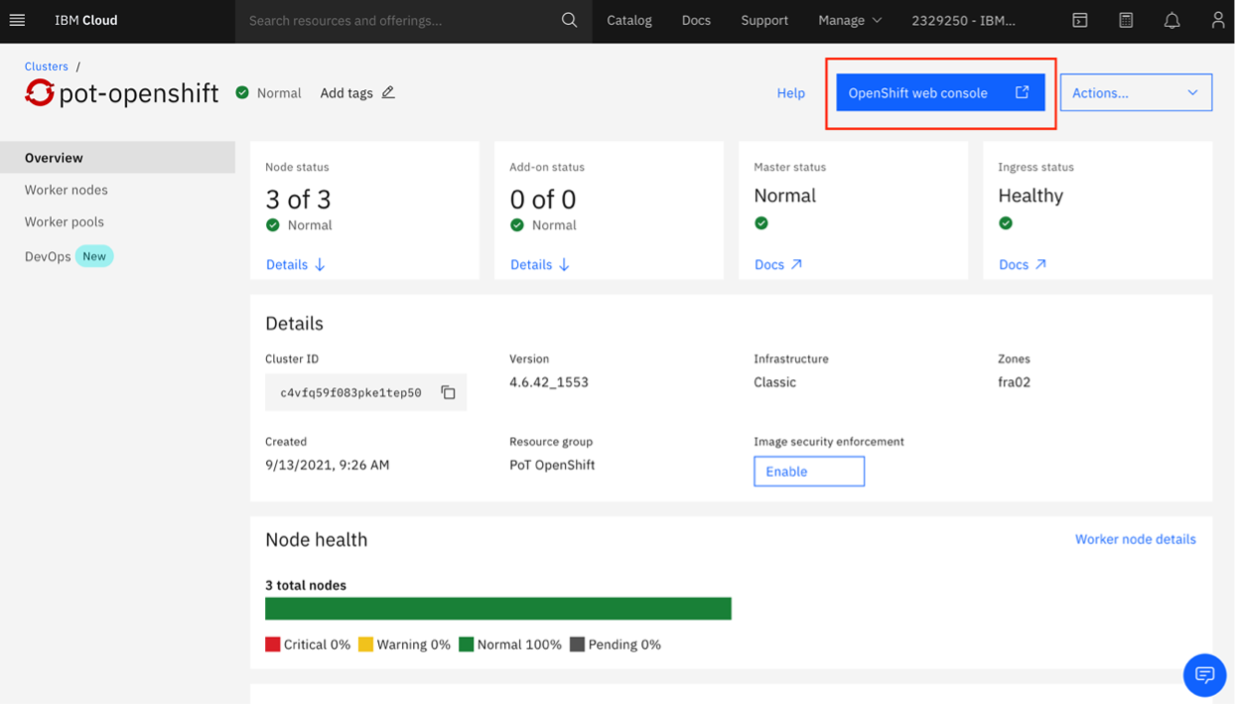 IBM Cloud
Search resources and offerings...
Catalog
Docs
Support
Manage
2329250 - IBM...
Clusters /
pot-openshift
Normal
Add tags
Help
OpenShift web console
Actions...
Overview
Worker nodes
Worker pools
DevOps New
Node status
3 of 3
Normal
Details
Add-on status
0 of 0
Normal
Details
Master status
Normal
Docs
Ingress status
Healthy
Docs
Details
Cluster ID
c4vfq59f083pke1tep50
Version
4.6.42_1553
Infrastructure
Classic
Zones
fra02
Created
9/13/2021, 9:26 AM
Resource group
PoT OpenShift
Image security enforcement
Enable
Node health
Worker node details
3 total nodes
Critical 0% Warning 0% Normal 100% Pending 0%